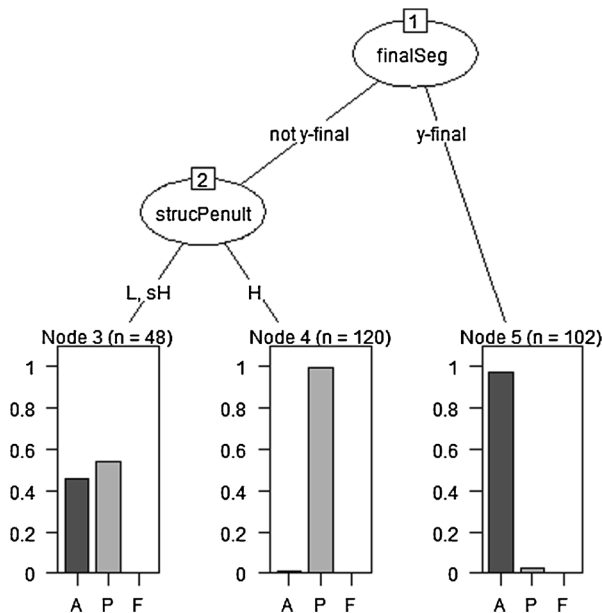 1
finalSeg
not y-final
y-final
2
strucPenult
L, sH
H
Node 3 (n = 48)
Node 4 (n = 120)
Node 5 (n = 102)
1
0.8
0.6
0.4
0.2
0
A P F
1
0.8
0.6
0.4
0.2
0
A P F
1
0.8
0.6
0.4
0.2
0
A P F